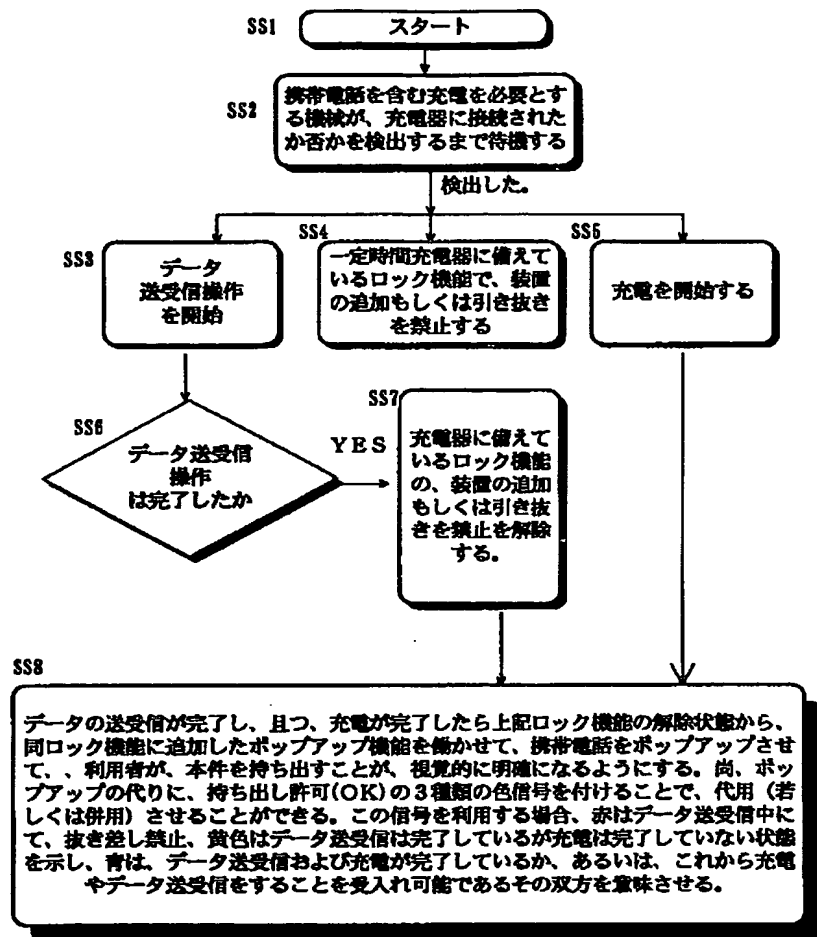 SS1
スタート
SS2
携帯電話を含む充電を必要とす
る機械が、充電器に接続された
か否かを検出するまで待機する
検出した。
SS3
データ
送受信操作
を開始
SS4
一定時間充電器に備えて
いるロック機能で、装置
の追加もしくは引き抜き
を禁止する
SS5
充電を開始する
SS6
データ送受信
操作
は完了したか
YES
SS7
充電器に備えて
いるロック機能
の、装置の追加
もしくは引き抜
きを禁止を解除
する。
SS8
データの送受信が完了し、且つ、充電が完了したら上記ロック機能の解除状態から、
同ロック機能に追加したポップアップ機能を働かせて、携帯電話をポップアップさせ
て、、利用者が、本件を持ち出すことが、視覚的に明確になるようにする。尚、ポッ
プアップの代りに、持ち出し許可(OK)の3種類の色信号を付けることで、代用（若
しくは併用）させることができる。この信号を利用する場合、赤はデータ送受信中に
て、抜き差し禁止、黄色はデータ送受信は完了しているが充電は完了していない状態
を示し、青は、データ送受信および充電が完了しているか、あるいは、これから充電
やデータ送受信をすることを受入れ可能であるその双方を意味させる。